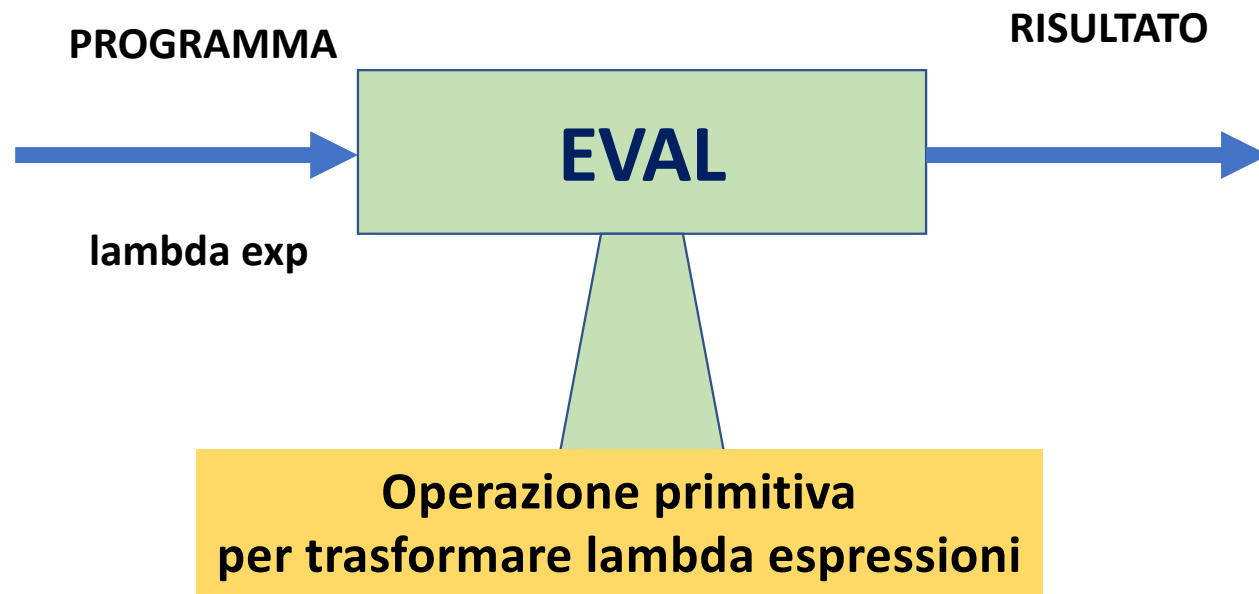 PROGRAMMA
RISULTATO
EVAL
lambda exp
Operazione primitiva
per trasformare lambda espressioni